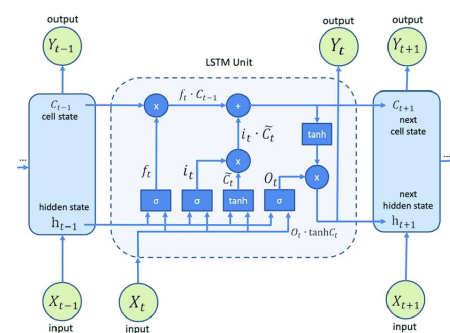 output
output
output
Y_{t-1}
Y_t
Y_{t+1}
LSTM Unit
C_{t-1}
cell state
x
f_t · C_{t-1}
+
C_{t+1}
next
cell state
i_t · C̃_t
tanh
...
f_t
i_t
x
C̃_t
O_t
x
...
σ
σ
tanh
σ
hidden state
h_{t-1}
next
hidden state
h_{t+1}
O_t · tanhC_t
X_{t-1}
X_t
X_{t+1}
input
input
input